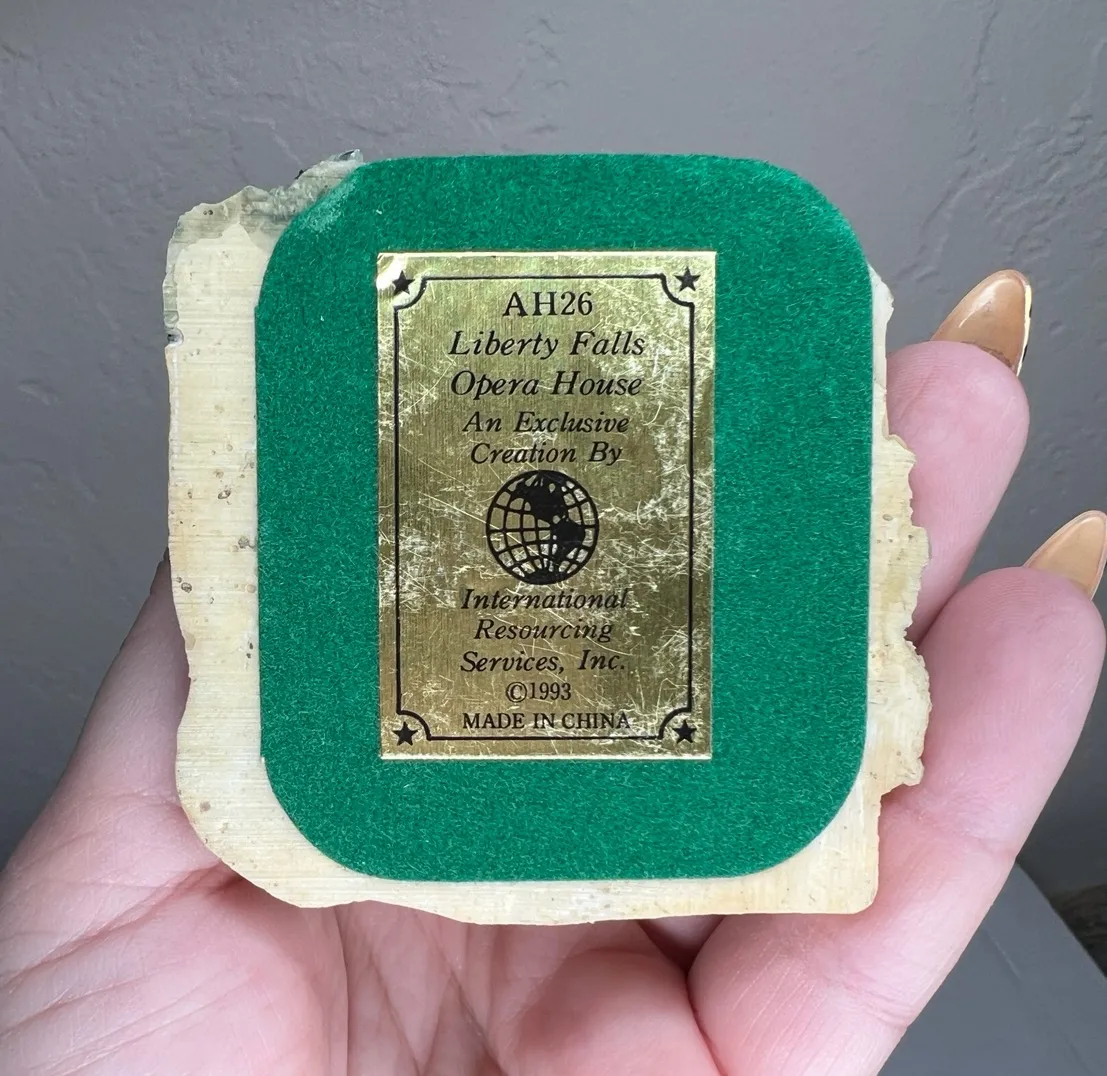 AH26
Liberty Falls
Opera House
An Exclusive
Creation By
International
Resourcing
Services, Inc.
©1993
MADE IN CHINA